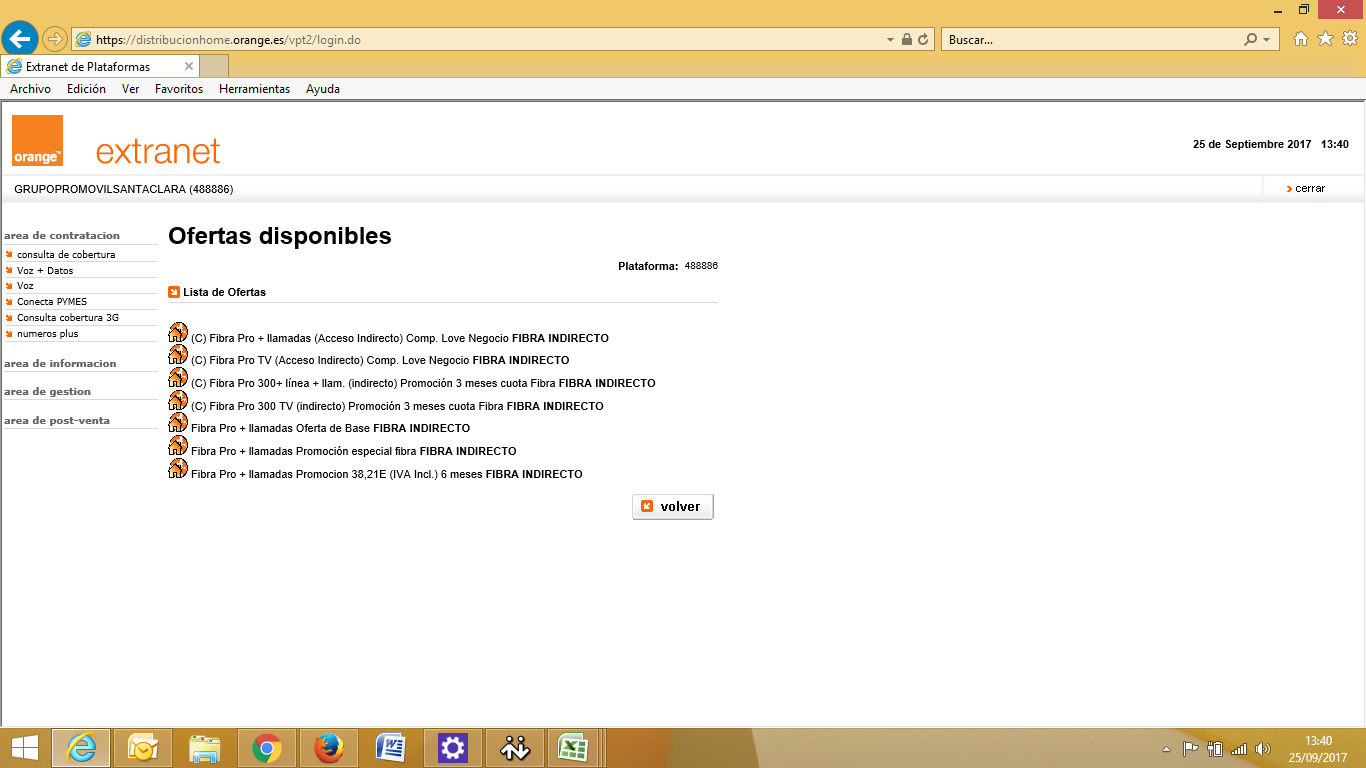 https://distribucionhome.orange.es/vpt2/login.do
Buscar...
Extranet de Plataformas
Archivo Edición Ver Favoritos Herramientas Ayuda
orange™
extranet
25 de Septiembre 2017 13:40
GRUPOPROMOVILSANTACLARA (488886)
cerrar
area de contratacion
consulta de cobertura
Voz + Datos
Voz
Conecta PYMES
Consulta cobertura 3G
numeros plus
area de informacion
area de gestion
area de post-venta
Ofertas disponibles
Plataforma: 488886
Lista de Ofertas
(C) Fibra Pro + llamadas (Acceso Indirecto) Comp. Love Negocio FIBRA INDIRECTO
(C) Fibra Pro TV (Acceso Indirecto) Comp. Love Negocio FIBRA INDIRECTO
(C) Fibra Pro 300+ línea + llam. (indirecto) Promoción 3 meses cuota Fibra FIBRA INDIRECTO
(C) Fibra Pro 300 TV (indirecto) Promoción 3 meses cuota Fibra FIBRA INDIRECTO
Fibra Pro + llamadas Oferta de Base FIBRA INDIRECTO
Fibra Pro + llamadas Promoción especial fibra FIBRA INDIRECTO
Fibra Pro + llamadas Promocion 38,21E (IVA Incl.) 6 meses FIBRA INDIRECTO
volver
13:40
25/09/2017